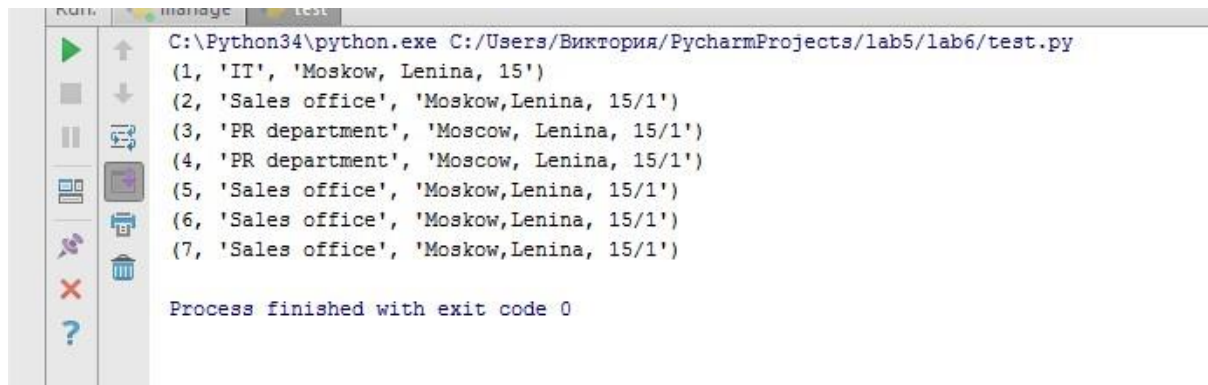 Run: manage test
C:\Python34\python.exe C:/Users/Виктория/PycharmProjects/lab5/lab6/test.py
(1, 'IT', 'Moskow, Lenina, 15')
(2, 'Sales office', 'Moskow,Lenina, 15/1')
(3, 'PR department', 'Moscow, Lenina, 15/1')
(4, 'PR department', 'Moscow, Lenina, 15/1')
(5, 'Sales office', 'Moskow,Lenina, 15/1')
(6, 'Sales office', 'Moskow,Lenina, 15/1')
(7, 'Sales office', 'Moskow,Lenina, 15/1')
Process finished with exit code 0